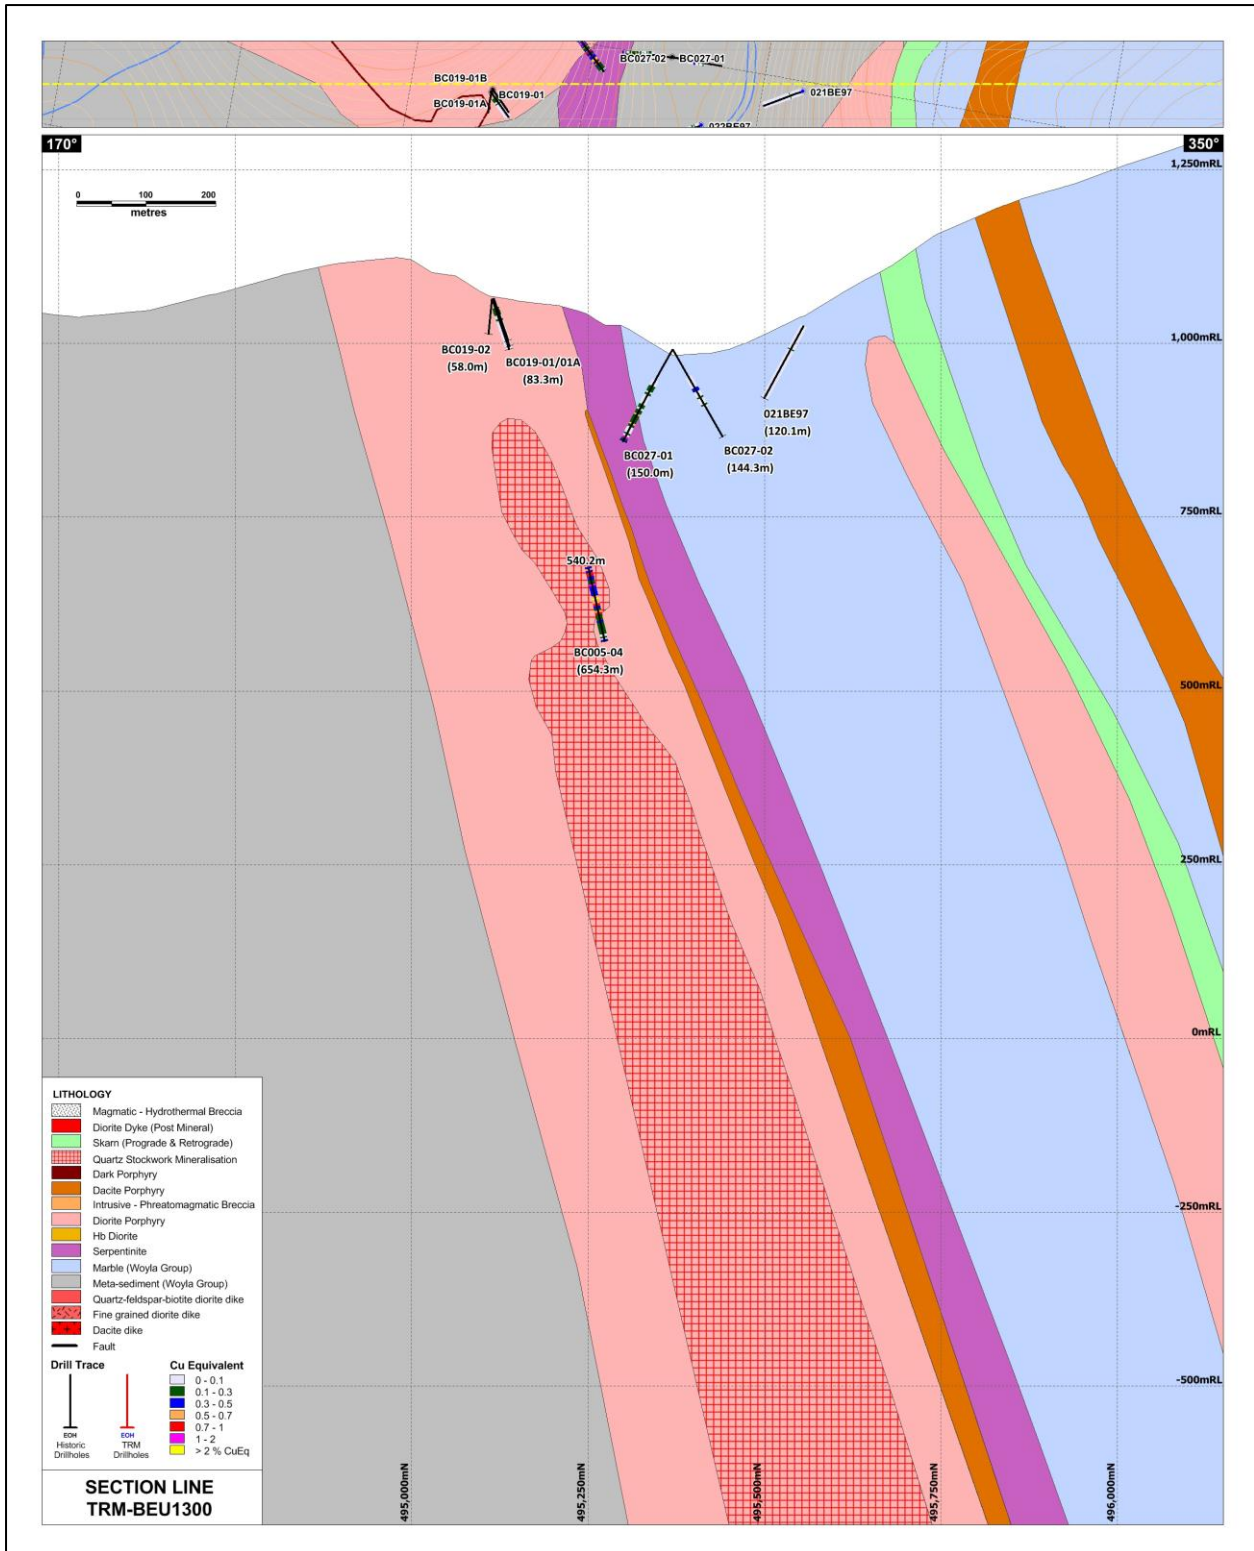 BC027-02
BC027-01
BC019-01B
BC019-01
BC019-01A
021BE97
022BE97
170°
350°
1,250mRL
0 100 200
metres
1,000mRL
BC019-02
(58.0m)
BC019-01/01A
(83.3m)
BC027-01
(150.0m)
BC027-02
(144.3m)
021BE97
(120.1m)
750mRL
540.2m
BC005-04
(654.3m)
500mRL
250mRL
0mRL
-250mRL
-500mRL
LITHOLOGY
Magmatic - Hydrothermal Breccia
Diorite Dyke (Post Mineral)
Skarn (Prograde & Retrograde)
Quartz Stockwork Mineralisation
Dark Porphyry
Dacite Porphyry
Intrusive - Phreatomagmatic Breccia
Diorite Porphyry
Hb Diorite
Serpentinite
Marble (Woyla Group)
Meta-sediment (Woyla Group)
Quartz-feldspar-biotite diorite dike
Fine grained diorite dike
Dacite dike
Fault
Drill Trace
EOH
Historic
Drillholes
EOH
TRM
Drillholes
Cu Equivalent
0 - 0.1
0.1 - 0.3
0.3 - 0.5
0.5 - 0.7
0.7 - 1
1 - 2
> 2 % CuEq
SECTION LINE
TRM-BEU1300
495,000mN
495,250mN
495,500mN
495,750mN
496,000mN